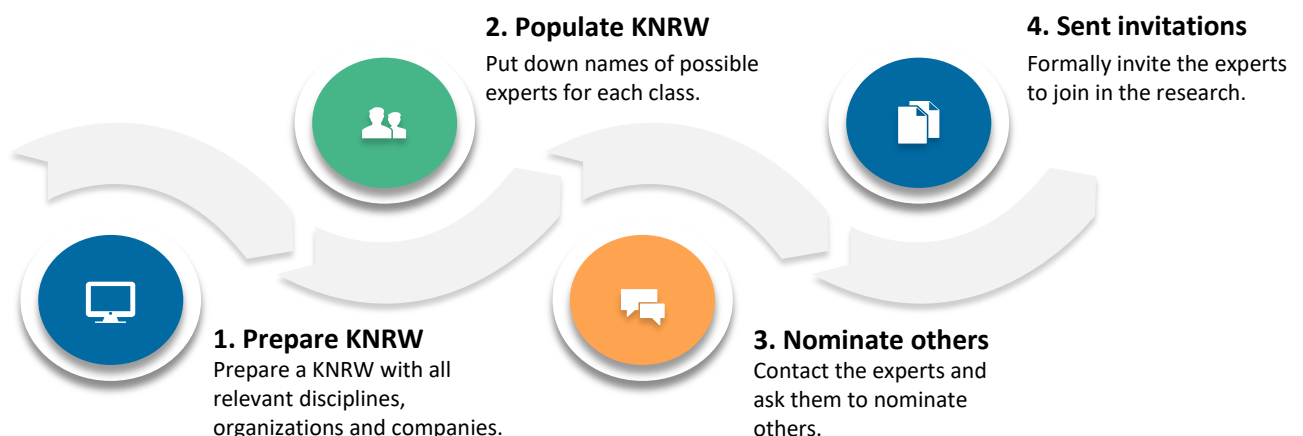 1. Prepare KNRW
Prepare a KNRW with all
relevant disciplines,
organizations and companies.
2. Populate KNRW
Put down names of possible
experts for each class.
3. Nominate others
Contact the experts and
ask them to nominate
others.
4. Sent invitations
Formally invite the experts
to join in the research.